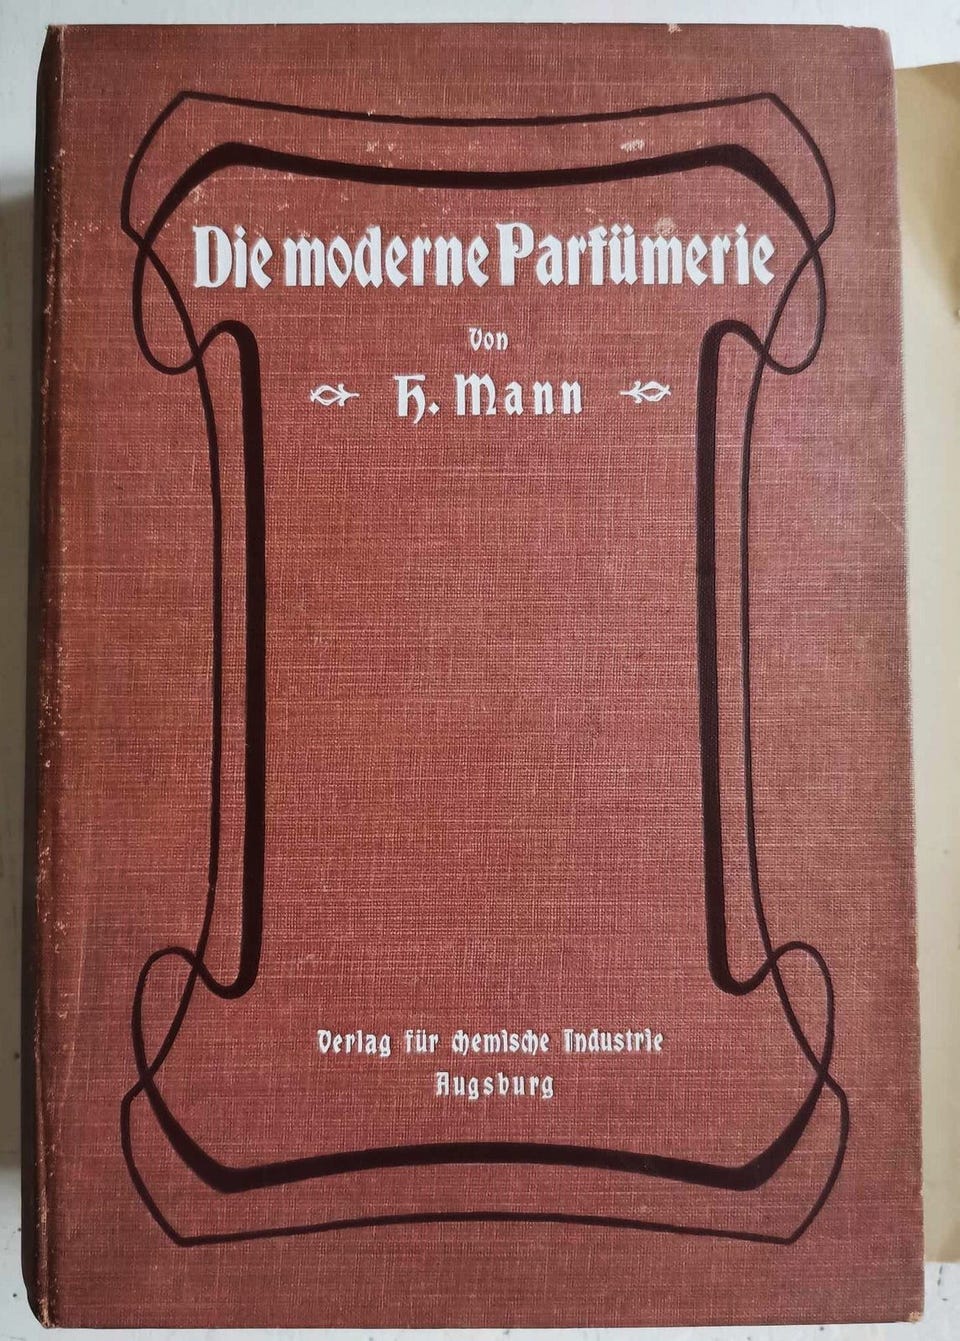 Die moderne Parfümerie
von
H. Mann
Verlag für chemische Industrie
Augsburg